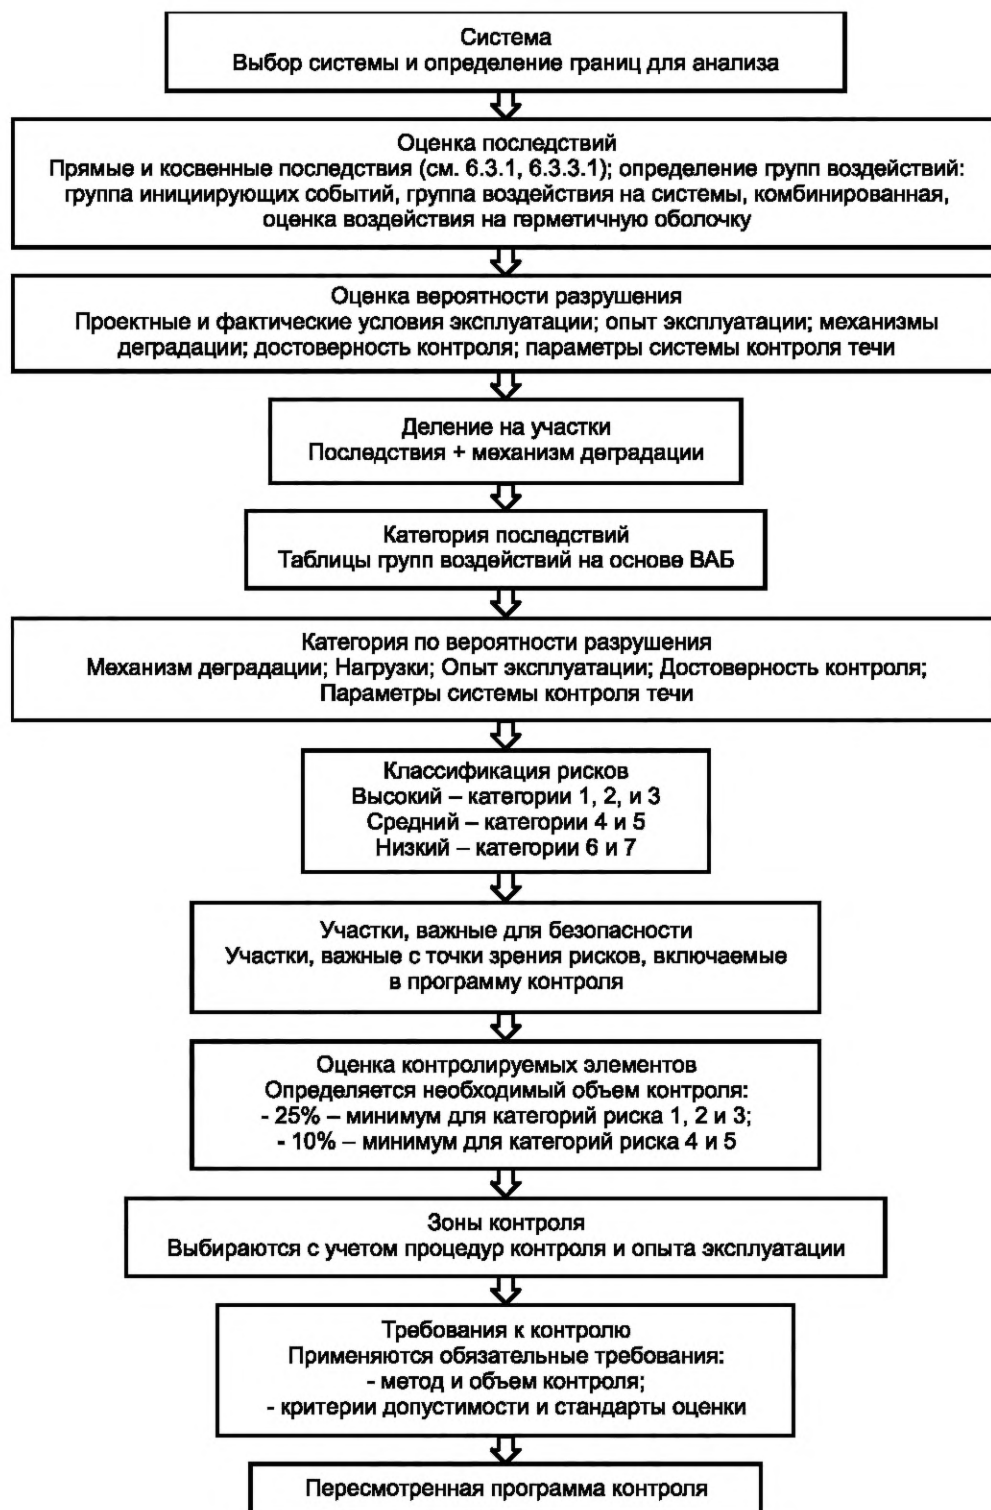 Система
Выбор системы и определение границ для анализа
Оценка последствий
Прямые и косвенные последствия (см. 6.3.1, 6.3.3.1); определение групп воздействий:
группа инициирующих событий, группа воздействия на системы, комбинированная,
оценка воздействия на герметичную оболочку
Оценка вероятности разрушения
Проектные и фактические условия эксплуатации; опыт эксплуатации; механизмы
деградации; достоверность контроля; параметры системы контроля течи
Деление на участки
Последствия + механизм деградации
Категория последствий
Таблицы групп воздействий на основе ВАБ
Категория по вероятности разрушения
Механизм деградации; Нагрузки; Опыт эксплуатации; Достоверность контроля;
Параметры системы контроля течи
Классификация рисков
Высокий – категории 1, 2, и 3
Средний – категории 4 и 5
Низкий – категории 6 и 7
Участки, важные для безопасности
Участки, важные с точки зрения рисков, включаемые
в программу контроля
Оценка контролируемых элементов
Определяется необходимый объем контроля:
- 25% – минимум для категорий риска 1, 2 и 3;
- 10% – минимум для категорий риска 4 и 5
Зоны контроля
Выбираются с учетом процедур контроля и опыта эксплуатации
Требования к контролю
Применяются обязательные требования:
- метод и объем контроля;
- критерии допустимости и стандарты оценки
Пересмотренная программа контроля